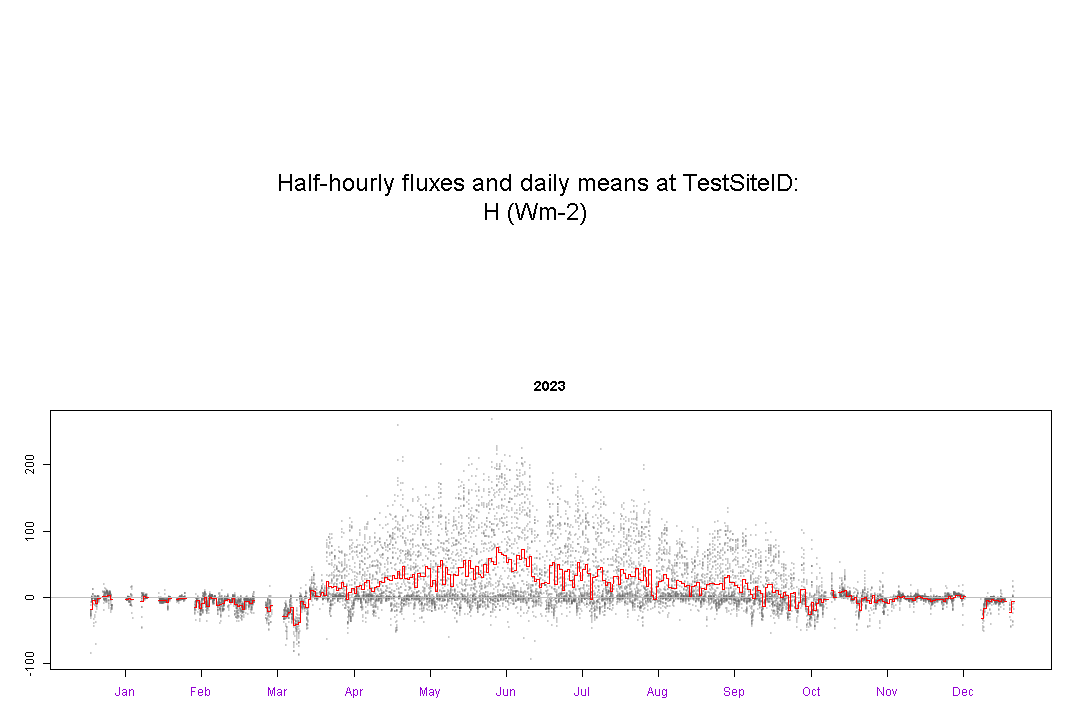 Half-hourly fluxes and daily means at TestSiteID:
H (Wm-2)
2023
200
100
0
-100
Jan Feb Mar Apr May Jun Jul Aug Sep Oct Nov Dec